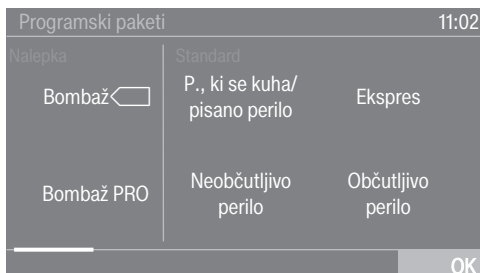 Programski paketi 11:02
Nalepka Standard
Bombaž
P., ki se kuha/
pisano perilo
Ekspres
Bombaž PRO
Neobčutljivo
perilo
Občutljivo
perilo
OK